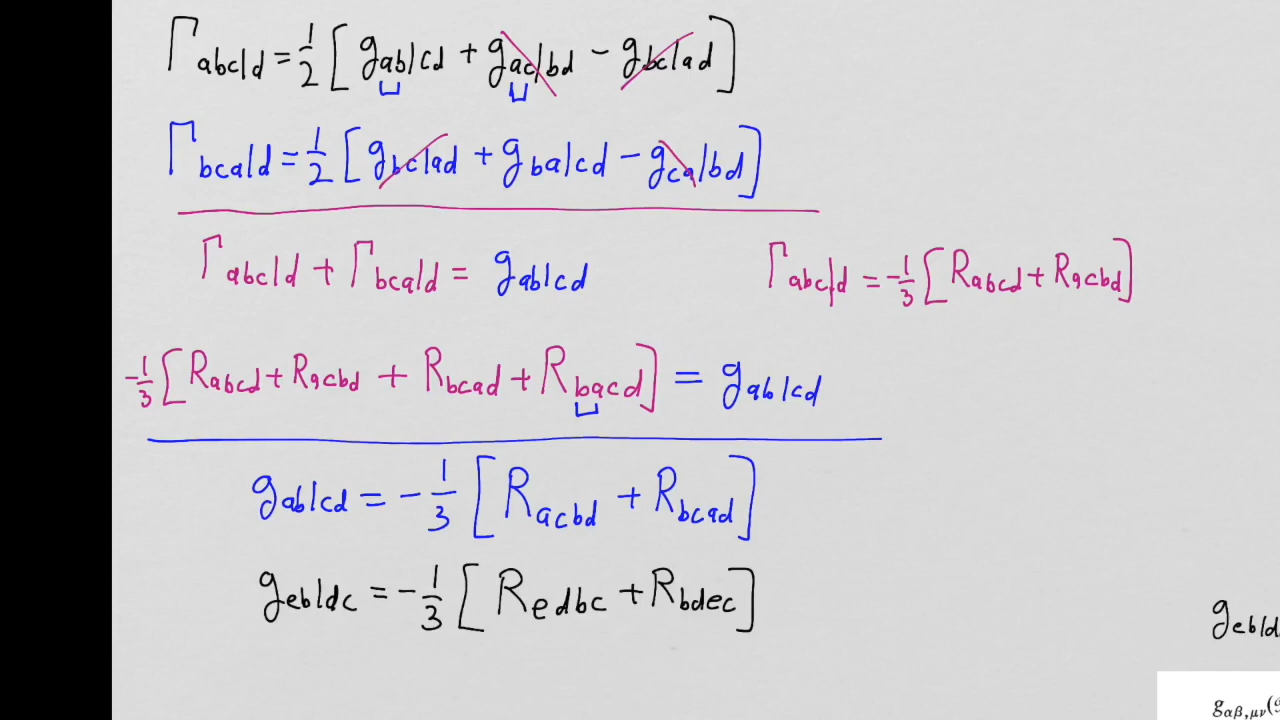 Γabc|d = 1/2 [ gab|cd + gac|bd − gbc|ad ]
Γbca|d = 1/2 [ gbc|ad + gba|cd − gca|bd ]
Γabc|d + Γbca|d = gab|cd
Γabc|d = -1/3 [ Rabcd + Racbd ]
-1/3 [ Rabcd + Racbd + Rbcad + Rbacd ] = gab|cd
gab|cd = - 1/3 [ Racbd + Rbcad ]
geb|dc = - 1/3 [ Redbc + Rbdec ]
geb|d
gαβ,μν(